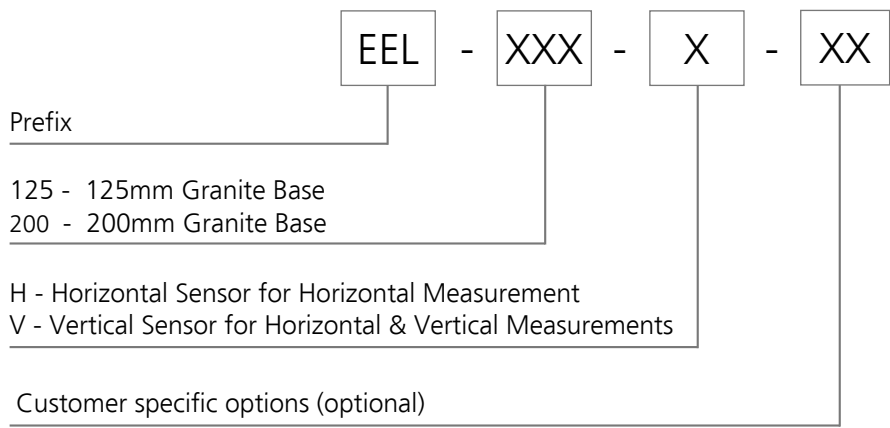 EEL - XXX - X - XX
Prefix
125 - 125mm Granite Base
200 - 200mm Granite Base
H - Horizontal Sensor for Horizontal Measurement
V - Vertical Sensor for Horizontal & Vertical Measurements
Customer specific options (optional)